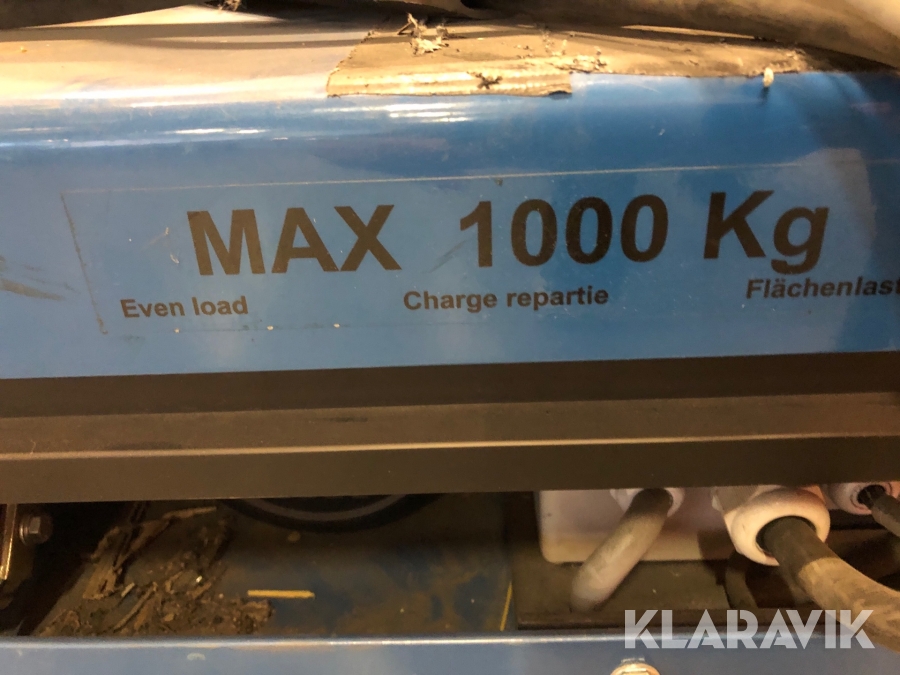 MAX 1000 Kg
Even load Charge repartie Flächenlast
KLARAVIK